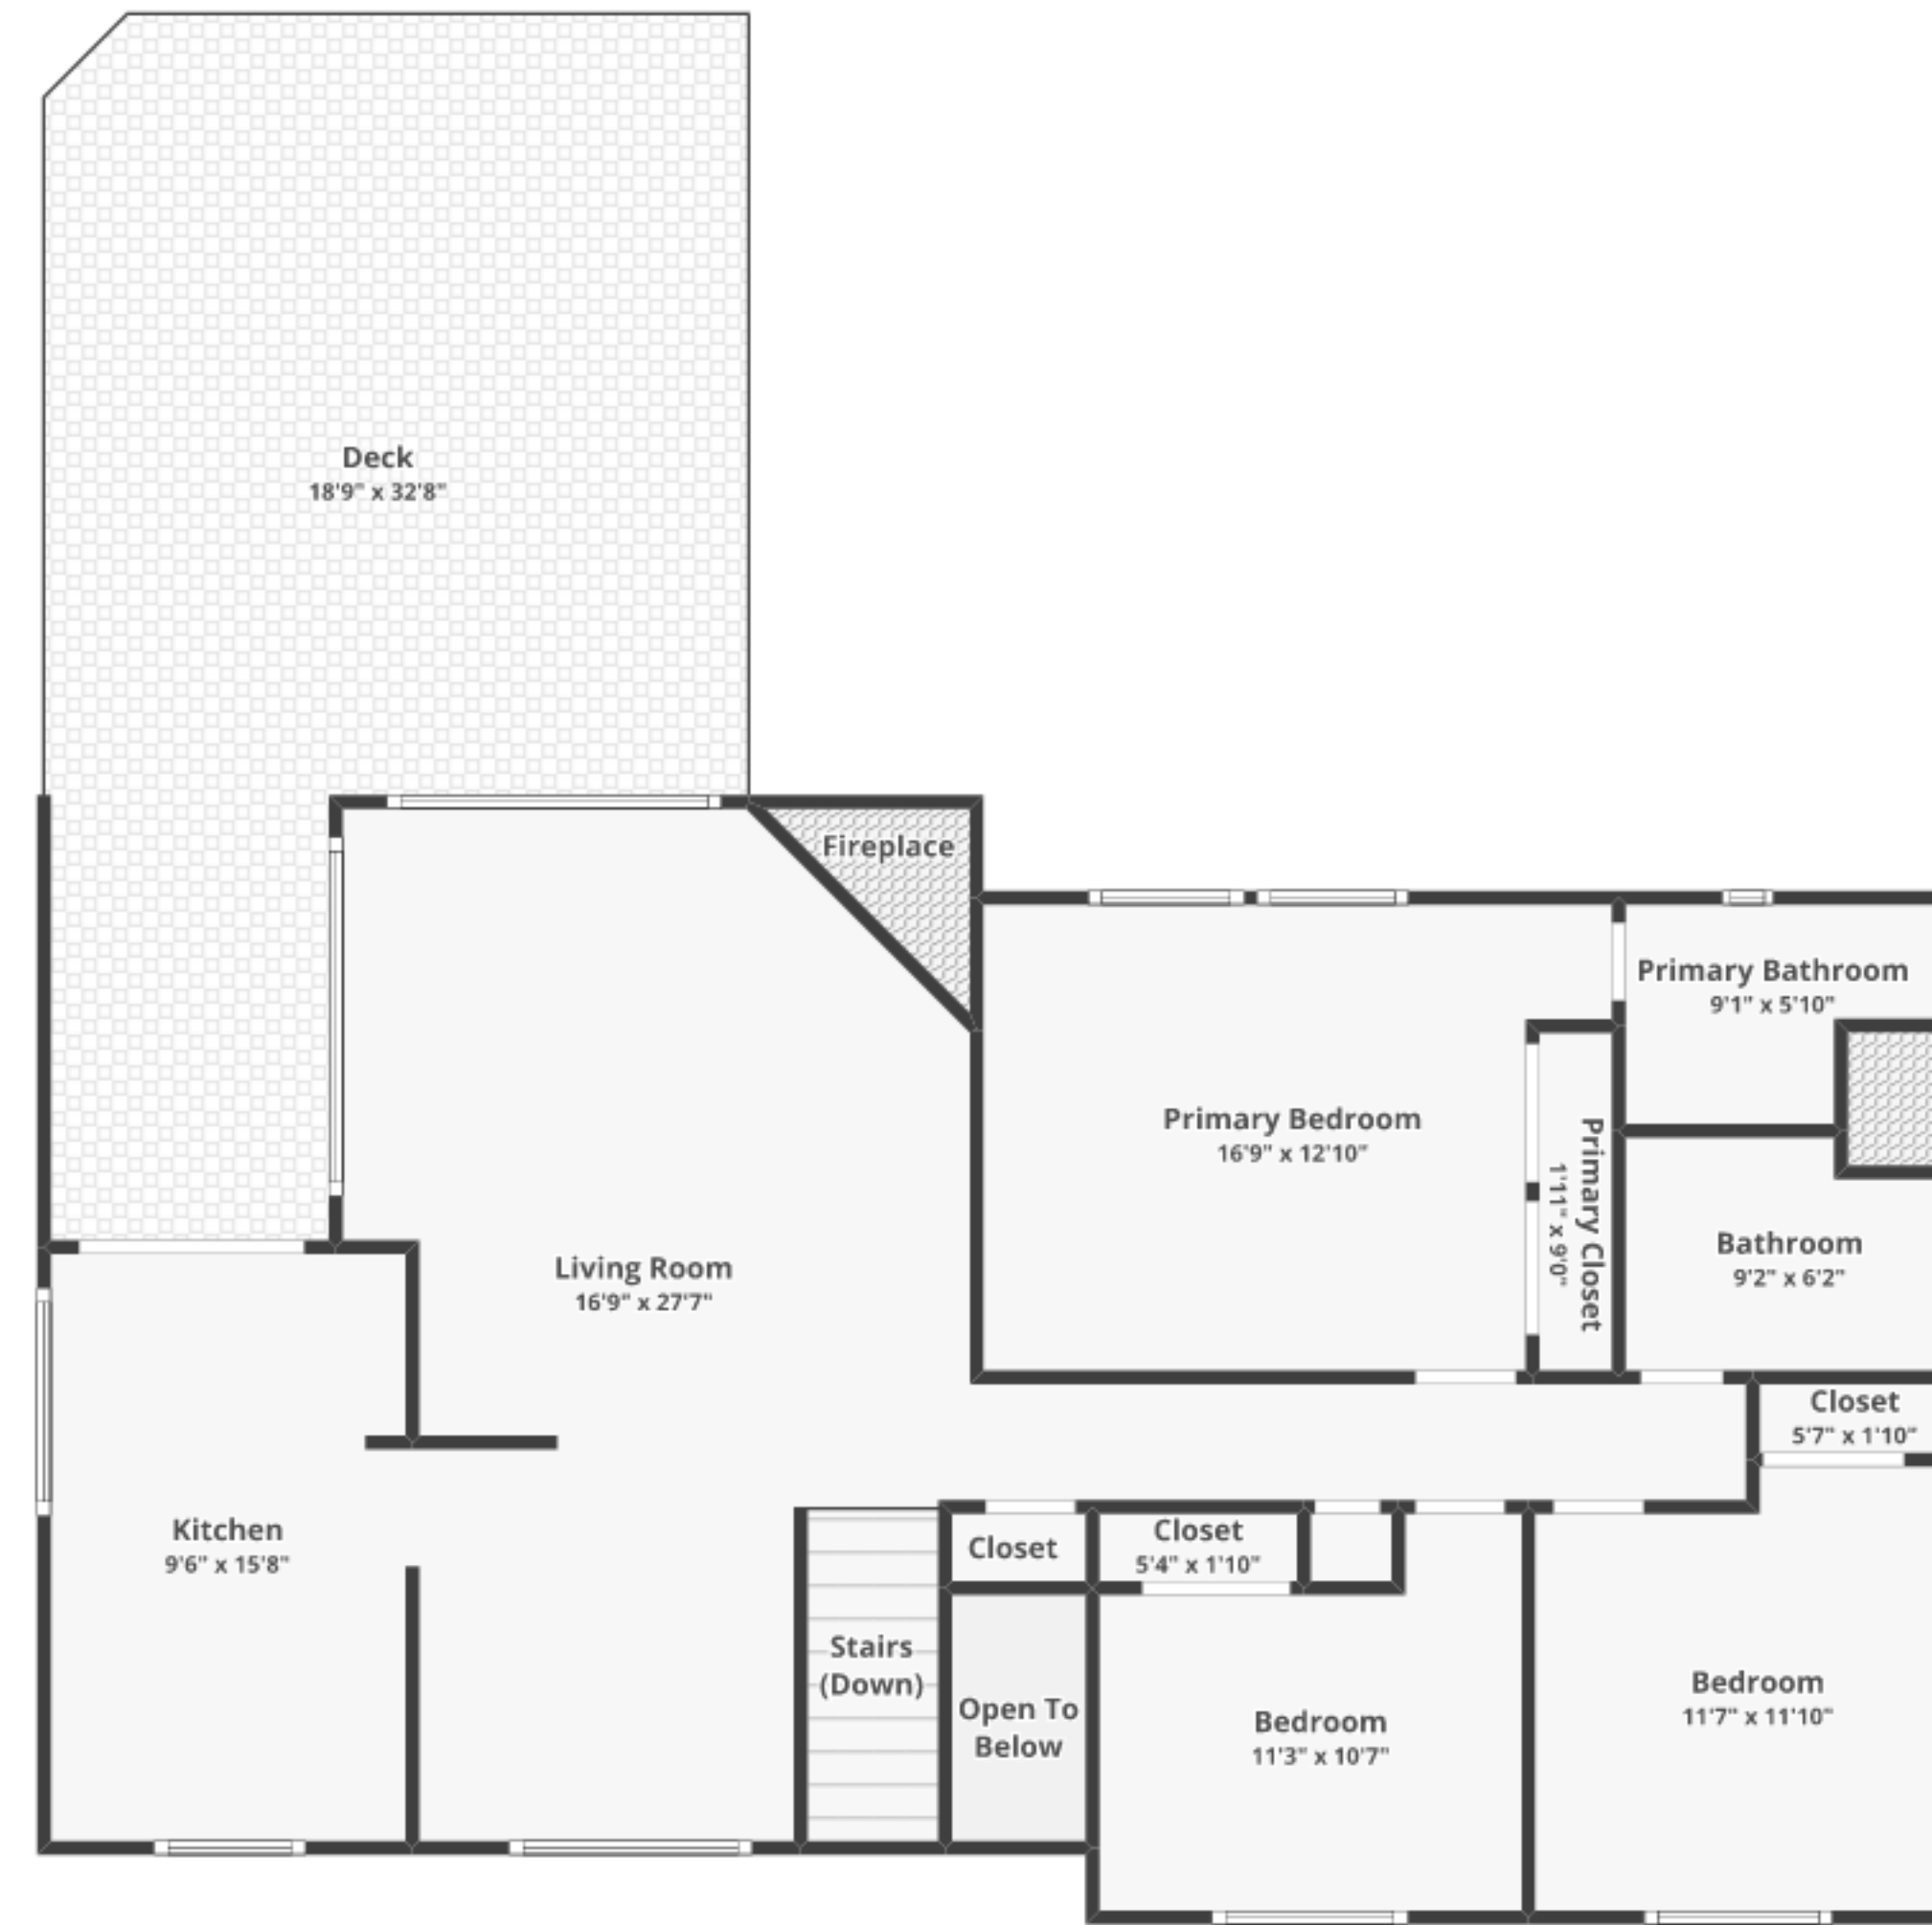 Deck
18'9" x 32'8"
Fireplace
Primary Bathroom
9'1" x 5'10"
Primary Bedroom
16'9" x 12'10"
Primary Closet
1'11" x 9'0"
Bathroom
9'2" x 6'2"
Living Room
16'9" x 27'7"
Closet
5'7" x 1'10"
Kitchen
9'6" x 15'8"
Closet
Closet
5'4" x 1'10"
Stairs
(Down)
Open To
Below
Bedroom
11'3" x 10'7"
Bedroom
11'7" x 11'10"